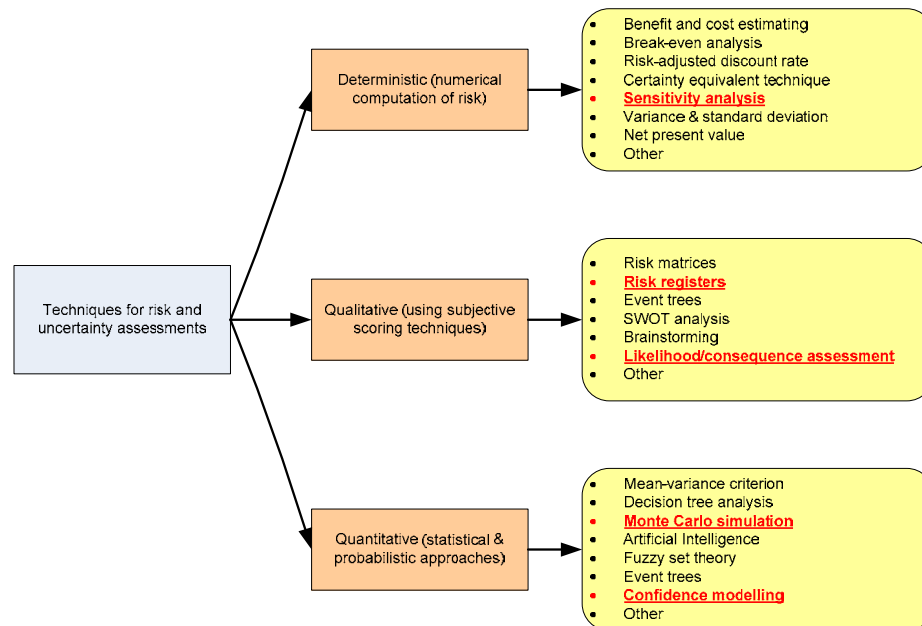 Techniques for risk and
uncertainty assessments
Deterministic (numerical
computation of risk)
Benefit and cost estimating
Break-even analysis
Risk-adjusted discount rate
Certainty equivalent technique
Sensitivity analysis
Variance & standard deviation
Net present value
Other
Qualitative (using subjective
scoring techniques)
Risk matrices
Risk registers
Event trees
SWOT analysis
Brainstorming
Likelihood/consequence assessment
Other
Quantitative (statistical &
probabilistic approaches)
Mean-variance criterion
Decision tree analysis
Monte Carlo simulation
Artificial Intelligence
Fuzzy set theory
Event trees
Confidence modelling
Other